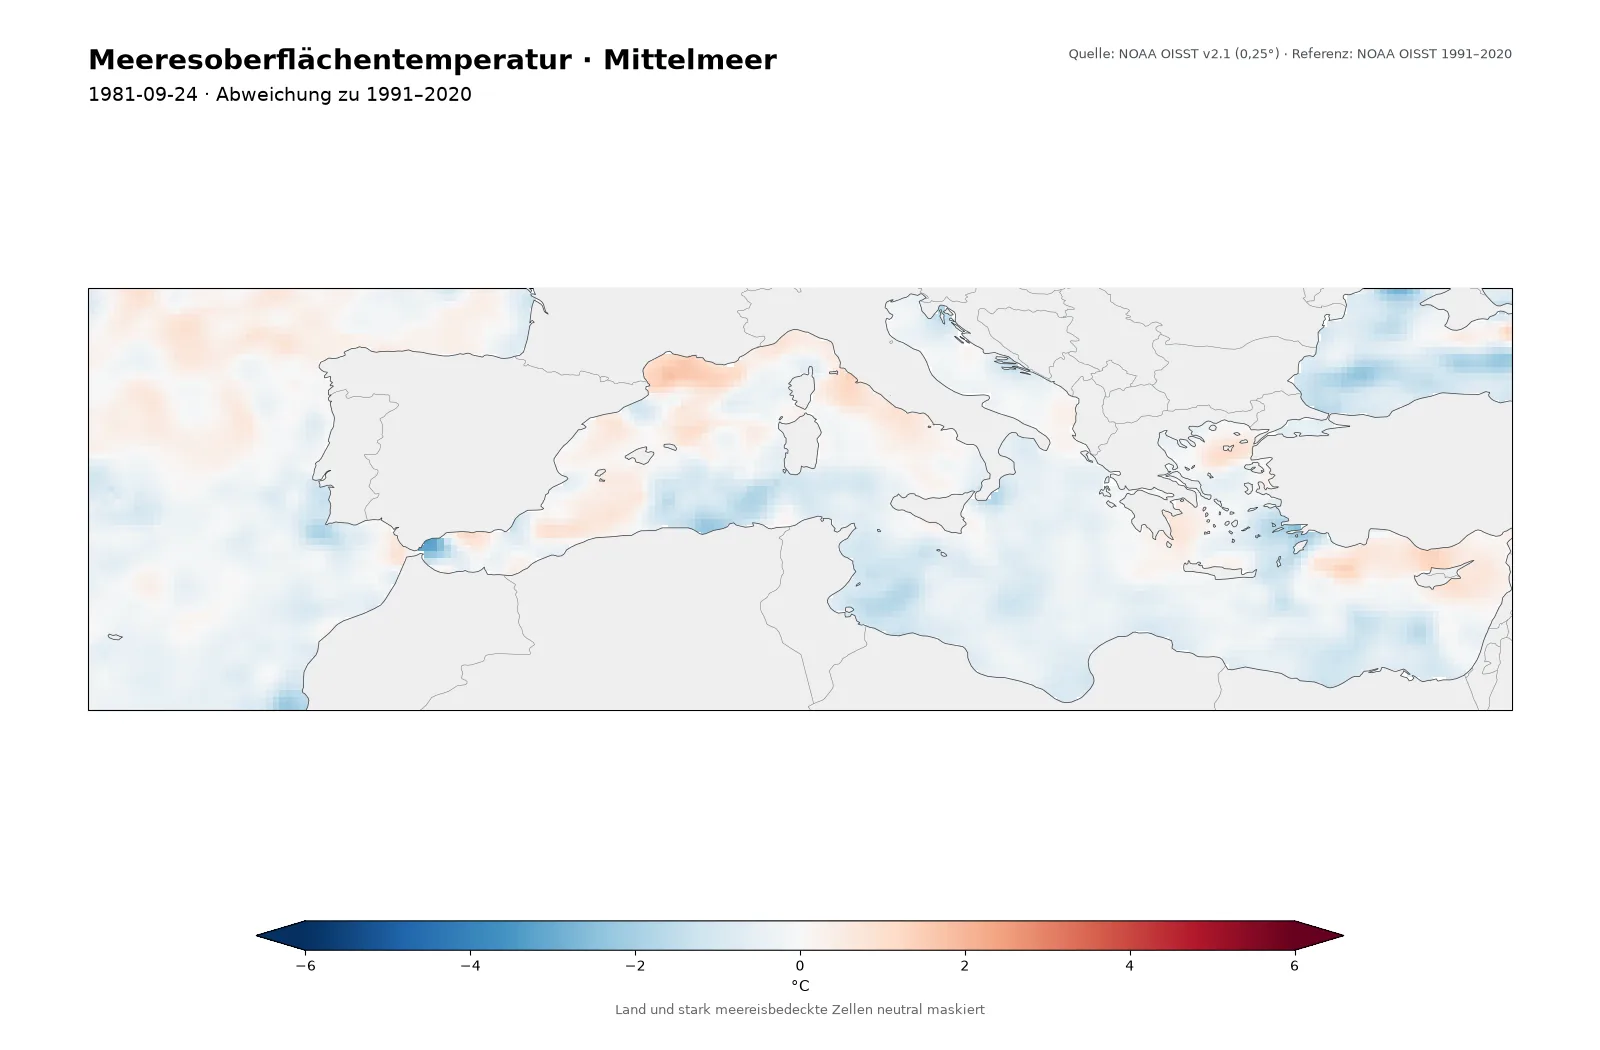 Meeresoberflächentemperatur · Mittelmeer
Quelle: NOAA OISST v2.1 (0,25°) · Referenz: NOAA OISST 1991–2020
1981-09-24 · Abweichung zu 1991–2020
−6 −4 −2 0 2 4 6
°C
Land und stark meereisbedeckte Zellen neutral maskiert